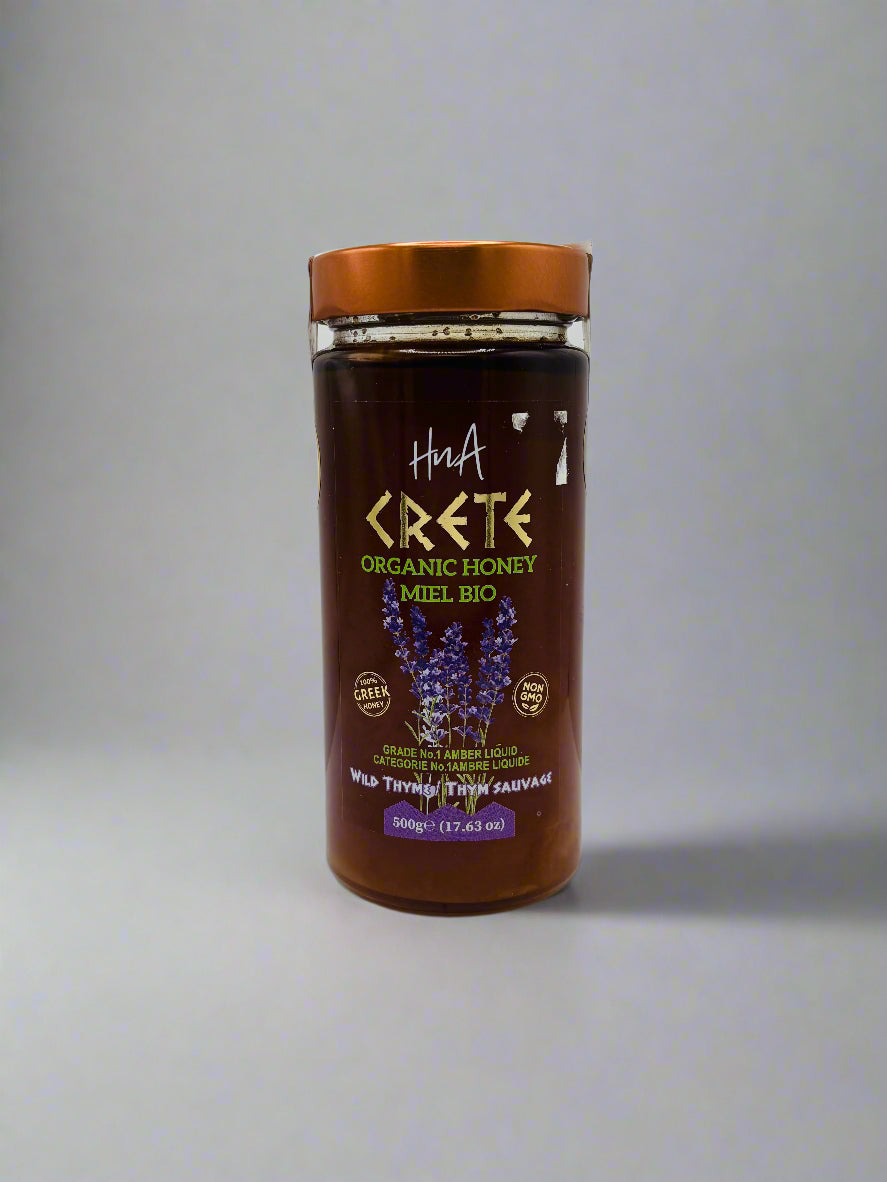 HnA
CRETE
ORGANIC HONEY
MIEL BIO
100%
GREEK
HONEY
NON
GMO
GRADE No.1 AMBER LIQUID
CATEGORIE No.1AMBRE LIQUIDE
WILD THYME/ THYM SAUVAGE
500g℮ (17.63 oz)